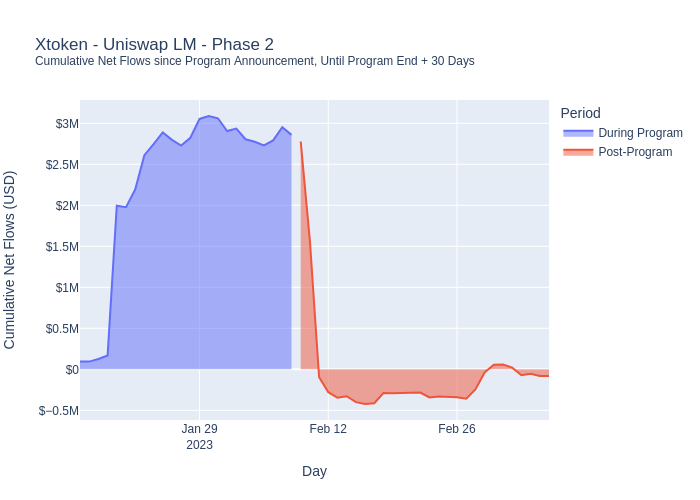 Xtoken - Uniswap LM - Phase 2
Cumulative Net Flows since Program Announcement, Until Program End + 30 Days
Period
During Program
Post-Program
Cumulative Net Flows (USD)
$3M
$2.5M
$2M
$1.5M
$1M
$0.5M
$0
$−0.5M
Jan 29
2023
Feb 12
Feb 26
Day